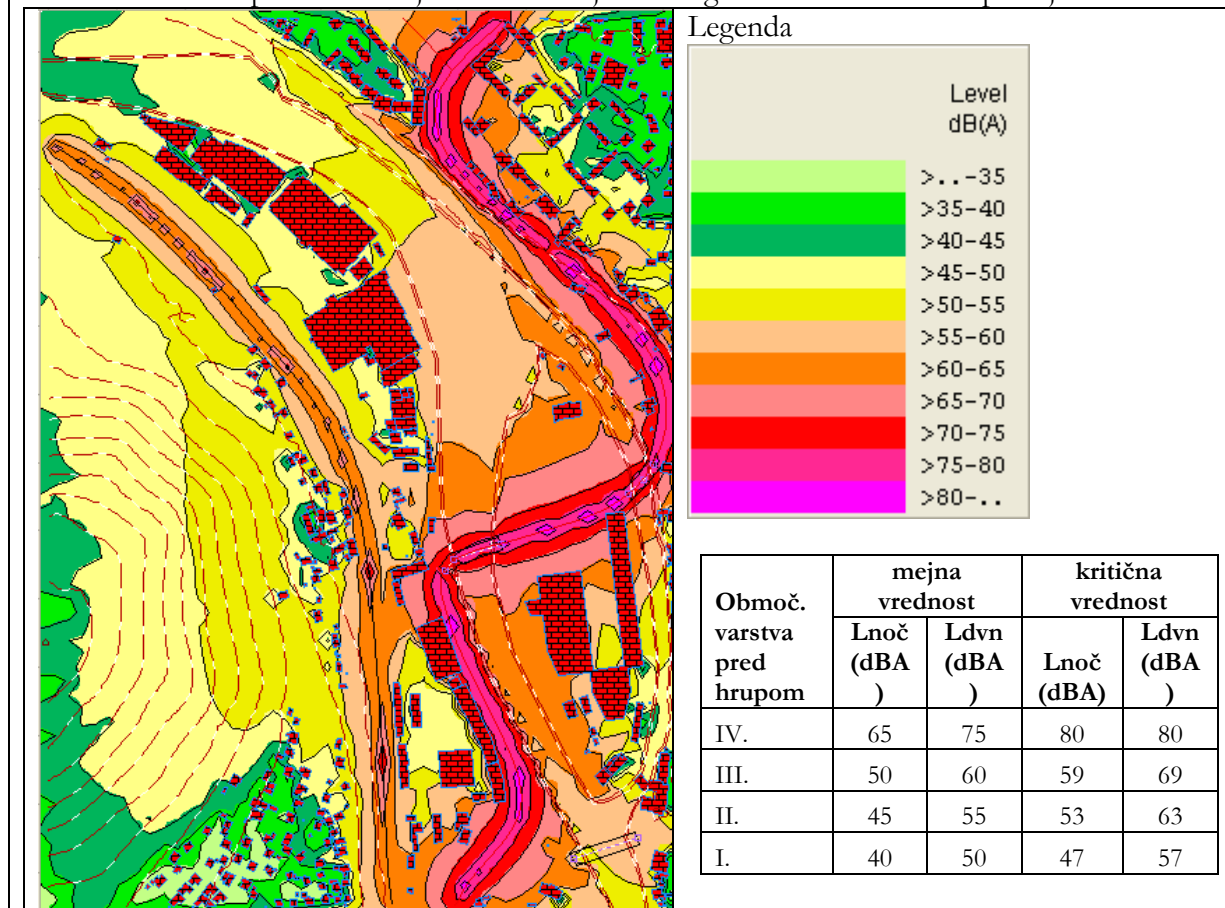 Legenda
Level
dB(A)
>..-35
>35-40
>40-45
>45-50
>50-55
>55-60
>60-65
>65-70
>70-75
>75-80
>80-..
Območ. varstva pred hrupom
mejna vrednost
kritična vrednost
Lnoč (dBA)
Ldvn (dBA)
Lnoč (dBA)
Ldvn (dBA)
IV. 65 75 80 80
III. 50 60 59 69
II. 45 55 53 63
I. 40 50 47 57